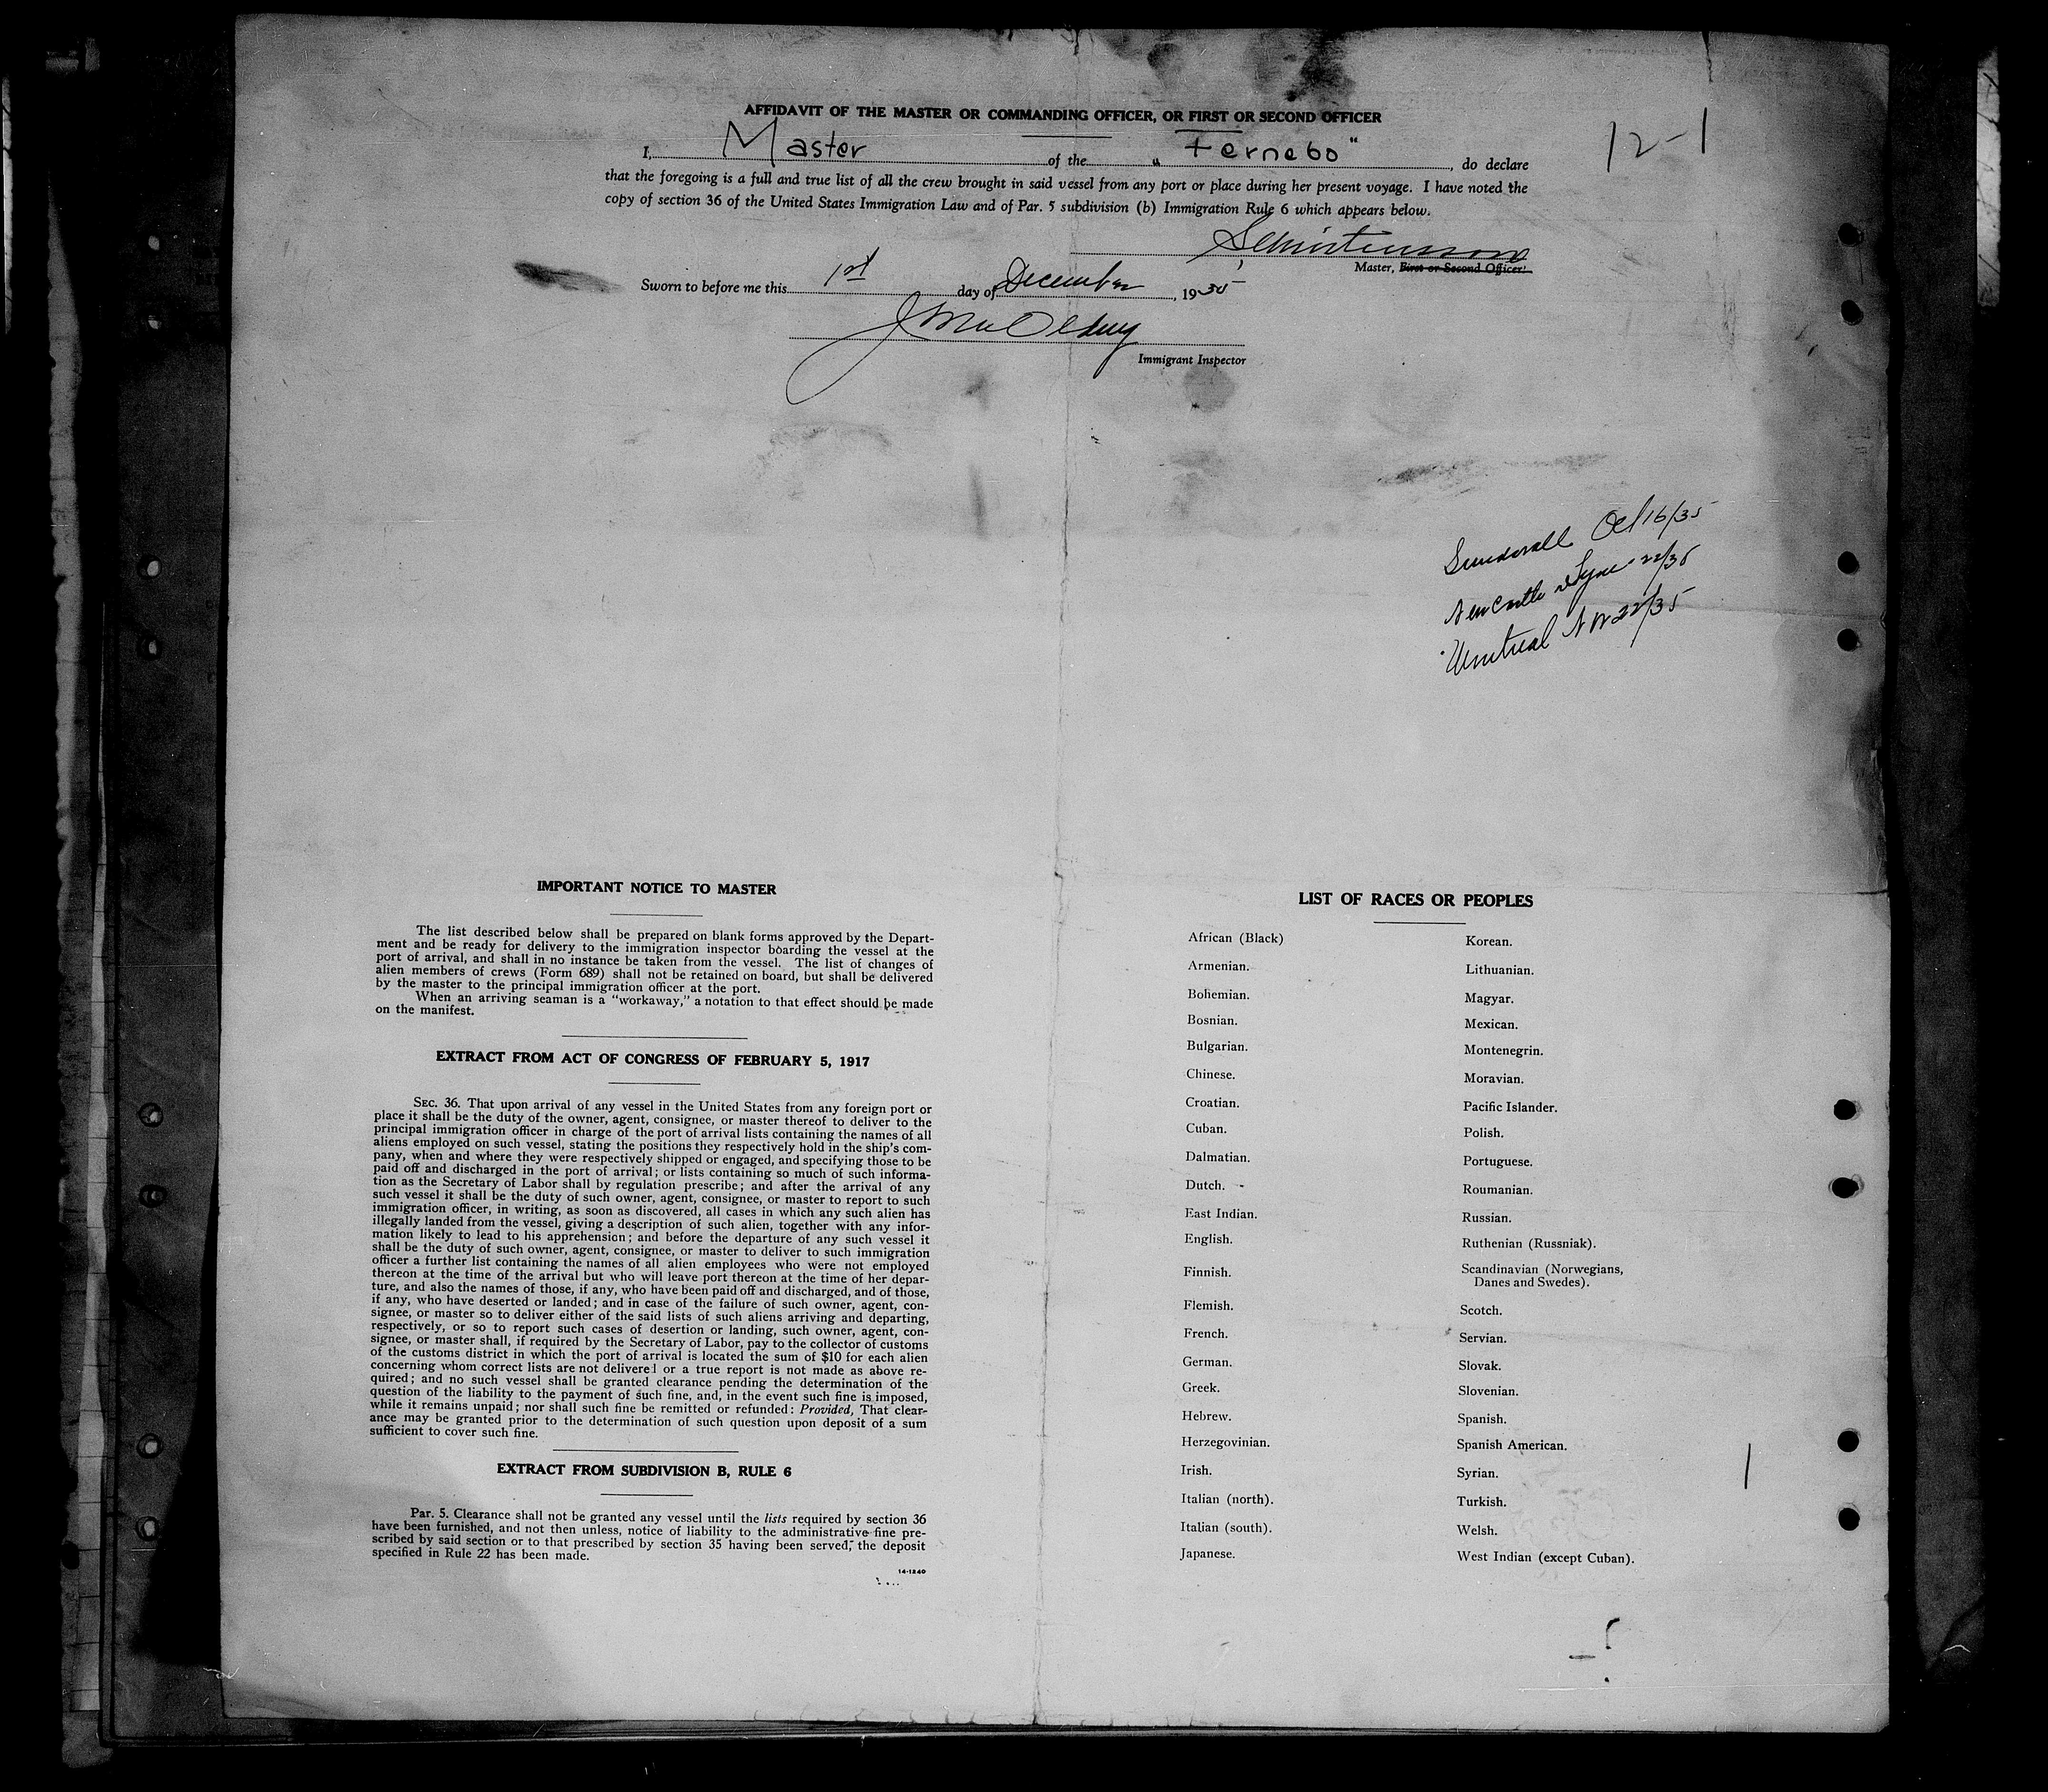 AFFIDAVIT OF THE MASTER OR COMMANDING OFFICER, OR FIRST OR SECOND OFFICER
12-1
I, Master of the "Fernebo", do declare
that the foregoing is a full and true list of all the crew brought in said vessel from any port or place during her present voyage. I have noted the
copy of section 36 of the United States Immigration Law and of Par. 5 subdivision (b) Immigration Rule 6 which appears below.
Master, First or Second Officer.
Sworn to before me this 1st day of December, 1935
Immigrant Inspector
Oct 16/35
Newcastle Tyne 22/35
Montreal Nov 22/35
IMPORTANT NOTICE TO MASTER
The list described below shall be prepared on blank forms approved by the Depart-
ment and be ready for delivery to the immigration inspector boarding the vessel at the
port of arrival, and shall in no instance be taken from the vessel. The list of changes of
alien members of crews (Form 689) shall not be retained on board, but shall be delivered
by the master to the principal immigration officer at the port.
When an arriving seaman is a "workaway," a notation to that effect should be made
on the manifest.
EXTRACT FROM ACT OF CONGRESS OF FEBRUARY 5, 1917
SEC. 36. That upon arrival of any vessel in the United States from any foreign port or
place it shall be the duty of the owner, agent, consignee, or master thereof to deliver to the
principal immigration officer in charge of the port of arrival lists containing the names of all
aliens employed on such vessel, stating the positions they respectively hold in the ship's com-
pany, when and where they were respectively shipped or engaged, and specifying those to be
paid off and discharged in the port of arrival; or lists containing so much of such informa-
tion as the Secretary of Labor shall by regulation prescribe; and after the arrival of any
such vessel it shall be the duty of such owner, agent, consignee, or master to report to such
immigration officer, in writing, as soon as discovered, all cases in which any such alien has
illegally landed from the vessel, giving a description of such alien, together with any infor-
mation likely to lead to his apprehension; and before the departure of any such vessel it
shall be the duty of such owner, agent, consignee, or master to deliver to such immigration
officer a further list containing the names of all alien employees who were not employed
thereon at the time of the arrival but who will leave port thereon at the time of her depar-
ture, and also the names of those, if any, who have been paid off and discharged, and of those,
if any, who have deserted or landed; and in case of the failure of such owner, agent, con-
signee, or master so to deliver either of the said lists of such aliens arriving and departing,
respectively, or so to report such cases of desertion or landing, such owner, agent, con-
signee, or master shall, if required by the Secretary of Labor, pay to the collector of customs
of the customs district in which the port of arrival is located the sum of $10 for each alien
concerning whom correct lists are not delivered or a true report is not made as above re-
quired; and no such vessel shall be granted clearance pending the determination of the
question of the liability to the payment of such fine, and, in the event such fine is imposed,
while it remains unpaid; nor shall such fine be remitted or refunded: Provided, That clear-
ance may be granted prior to the determination of such question upon deposit of a sum
sufficient to cover such fine.
EXTRACT FROM SUBDIVISION B, RULE 6
Par. 5. Clearance shall not be granted any vessel until the lists required by section 36
have been furnished, and not then unless, notice of liability to the administrative fine pre-
scribed by said section or to that prescribed by section 35 having been served, the deposit
specified in Rule 22 has been made.
14-1240
LIST OF RACES OR PEOPLES
African (Black)
Armenian.
Bohemian.
Bosnian.
Bulgarian.
Chinese.
Croatian.
Cuban.
Dalmatian.
Dutch.
East Indian.
English.
Finnish.
Flemish.
French.
German.
Greek.
Hebrew.
Herzegovinian.
Irish.
Italian (north).
Italian (south).
Japanese.
Korean.
Lithuanian.
Magyar.
Mexican.
Montenegrin.
Moravian.
Pacific Islander.
Polish.
Portuguese.
Roumanian.
Russian.
Ruthenian (Russniak).
Scandinavian (Norwegians,
Danes and Swedes).
Scotch.
Servian.
Slovak.
Slovenian.
Spanish.
Spanish American.
Syrian.
Turkish.
Welsh.
West Indian (except Cuban).